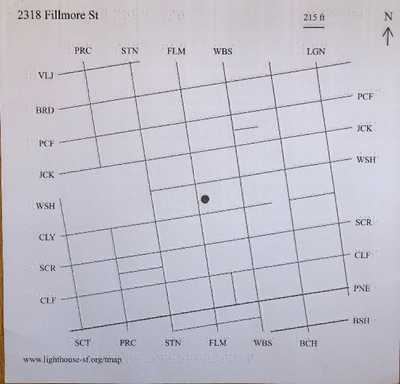 2318 Fillmore St
215 ft
N
PRC STN FLM WBS LGN
VLJ
BRD
PCF
PCF
JCK
JCK
WSH
WSH
CLY
SCR
SCR
CLF
CLF
PNE
BSH
SCT PRC STN FLM WBS BCH
www.lighthouse-sf.org/tmap